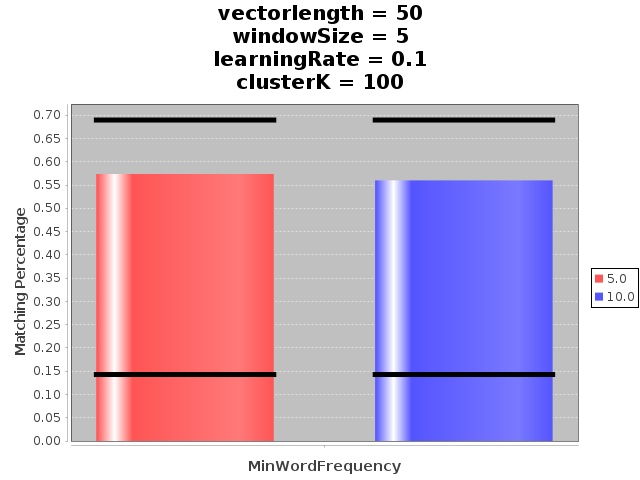 vectorlength = 50
windowSize = 5
learningRate = 0.1
clusterK = 100
0.70
0.65
0.60
0.55
0.50
0.45
0.40
0.35
0.30
0.25
0.20
0.15
0.10
0.05
0.00
Matching Percentage
MinWordFrequency
5.0
10.0